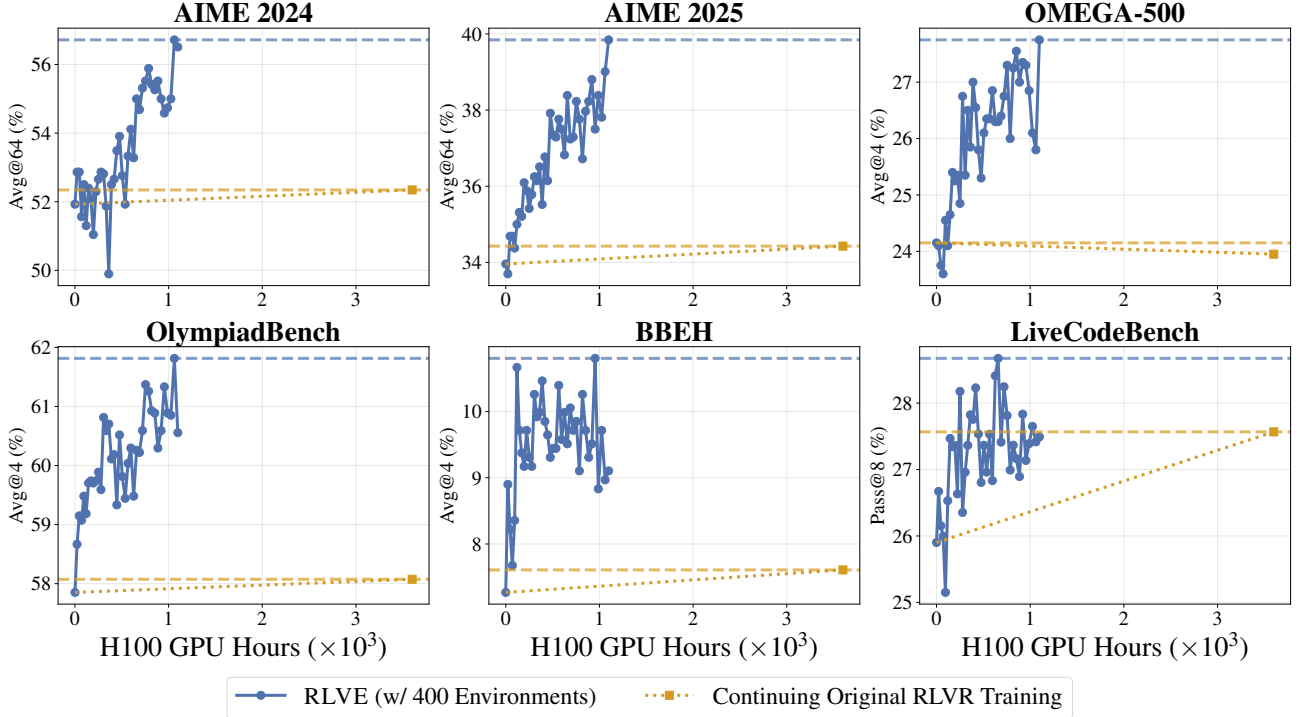 AIME 2024
AIME 2025
OMEGA-500
Avg@64 (%)
56
54
52
50
0
1
2
3
Avg@64 (%)
40
38
36
34
0
1
2
3
Avg@4 (%)
27
26
25
24
0
1
2
3
OlympiadBench
BBEH
LiveCodeBench
Avg@4 (%)
62
61
60
59
58
0
1
2
3
H100 GPU Hours (×10³)
Avg@4 (%)
10
9
8
0
1
2
3
H100 GPU Hours (×10³)
Pass@8 (%)
28
27
26
25
0
1
2
3
H100 GPU Hours (×10³)
RLVE (w/ 400 Environments)
Continuing Original RLVR Training